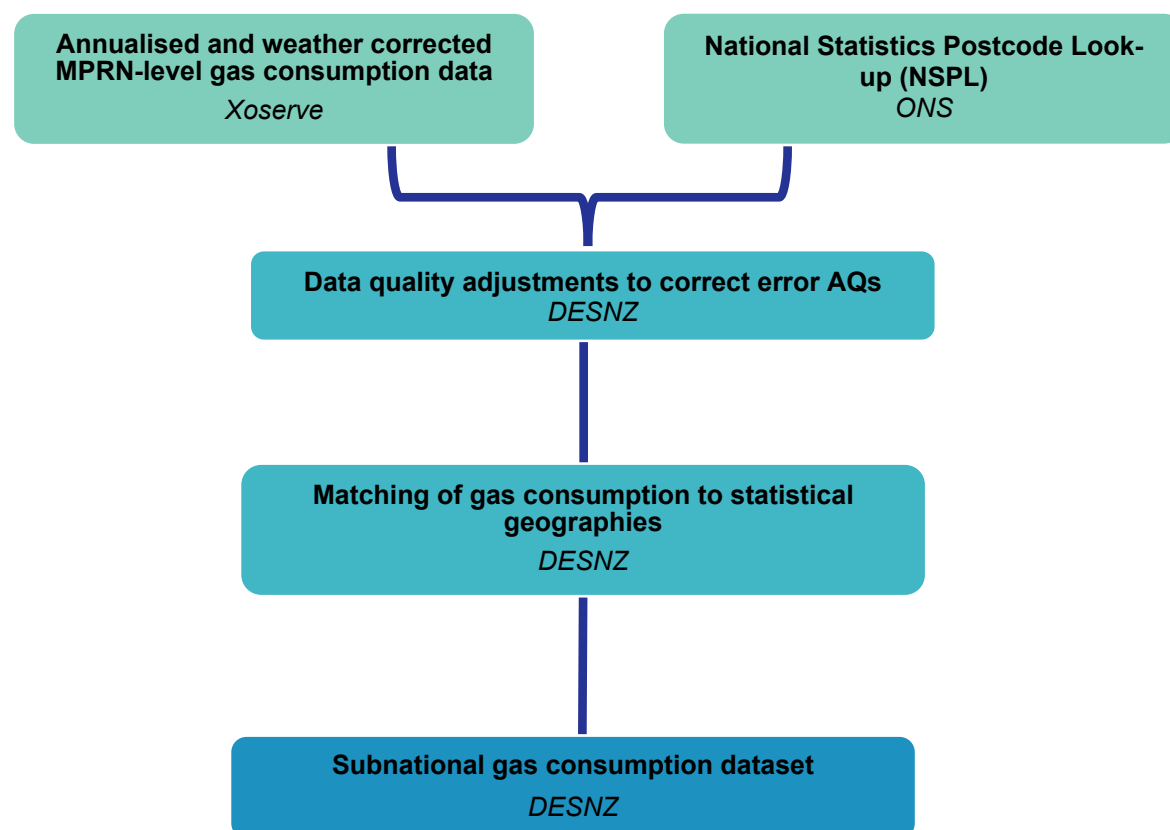 Annualised and weather corrected
MPRN-level gas consumption data
Xoserve
National Statistics Postcode Look-
up (NSPL)
ONS
Data quality adjustments to correct error AQs
DESNZ
Matching of gas consumption to statistical
geographies
DESNZ
Subnational gas consumption dataset
DESNZ